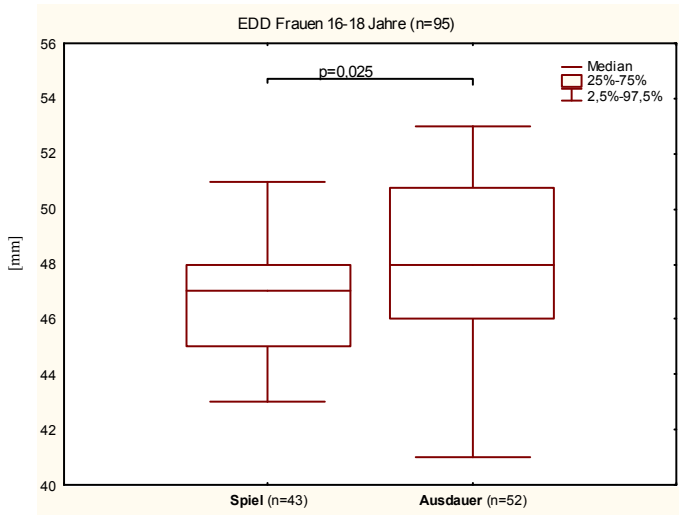 EDD Frauen 16-18 Jahre (n=95)
56
54
52
50
48
46
44
42
40
[mm]
p=0.025
Median
25%-75%
2,5%-97,5%
Spiel (n=43)
Ausdauer (n=52)